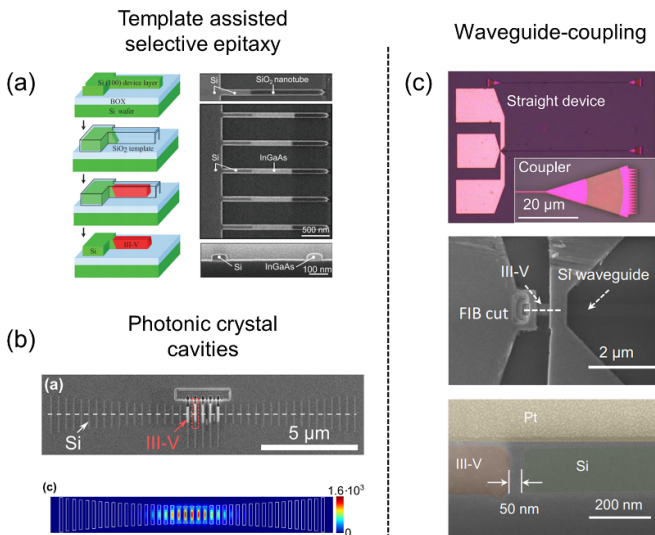 Template assisted
selective epitaxy
(a)
Si (100) device layer
BOX
Si wafer
SiO₂ template
III-V
Si
Si
SiO₂ nanotube
Si
InGaAs
500 nm
Si
InGaAs
100 nm
Photonic crystal
cavities
(b)
(a)
Si
III-V
5 µm
(c)
1.6·10³
0
Waveguide-coupling
(c)
Straight device
Coupler
20 µm
III-V
Si waveguide
FIB cut
2 µm
Pt
III-V
Si
50 nm
200 nm